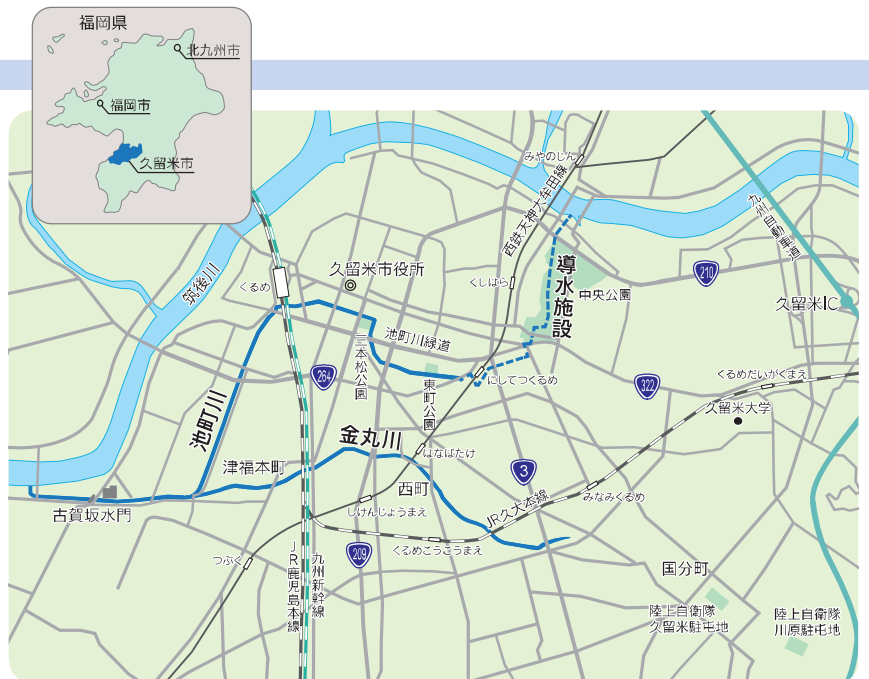 福岡県
北九州市
福岡市
久留米市
みやのじん
西鉄天神大牟田線
九州自動車道
筑後川
くるめ
久留米市役所
くしはら
導水施設
中央公園
210
久留米IC
池町川緑道
三本松公園
264
東町公園
にしてつくるめ
322
くるめだいがくまえ
久留米大学
池町川
金丸川
はなばたけ
津福本町
西町
3
JR久大本線
みなみくるめ
古賀坂水門
しけんじょうまえ
くるめこうこうまえ
つぶく
209
JR鹿児島本線
九州新幹線
国分町
陸上自衛隊
久留米駐屯地
陸上自衛隊
川原駐屯地